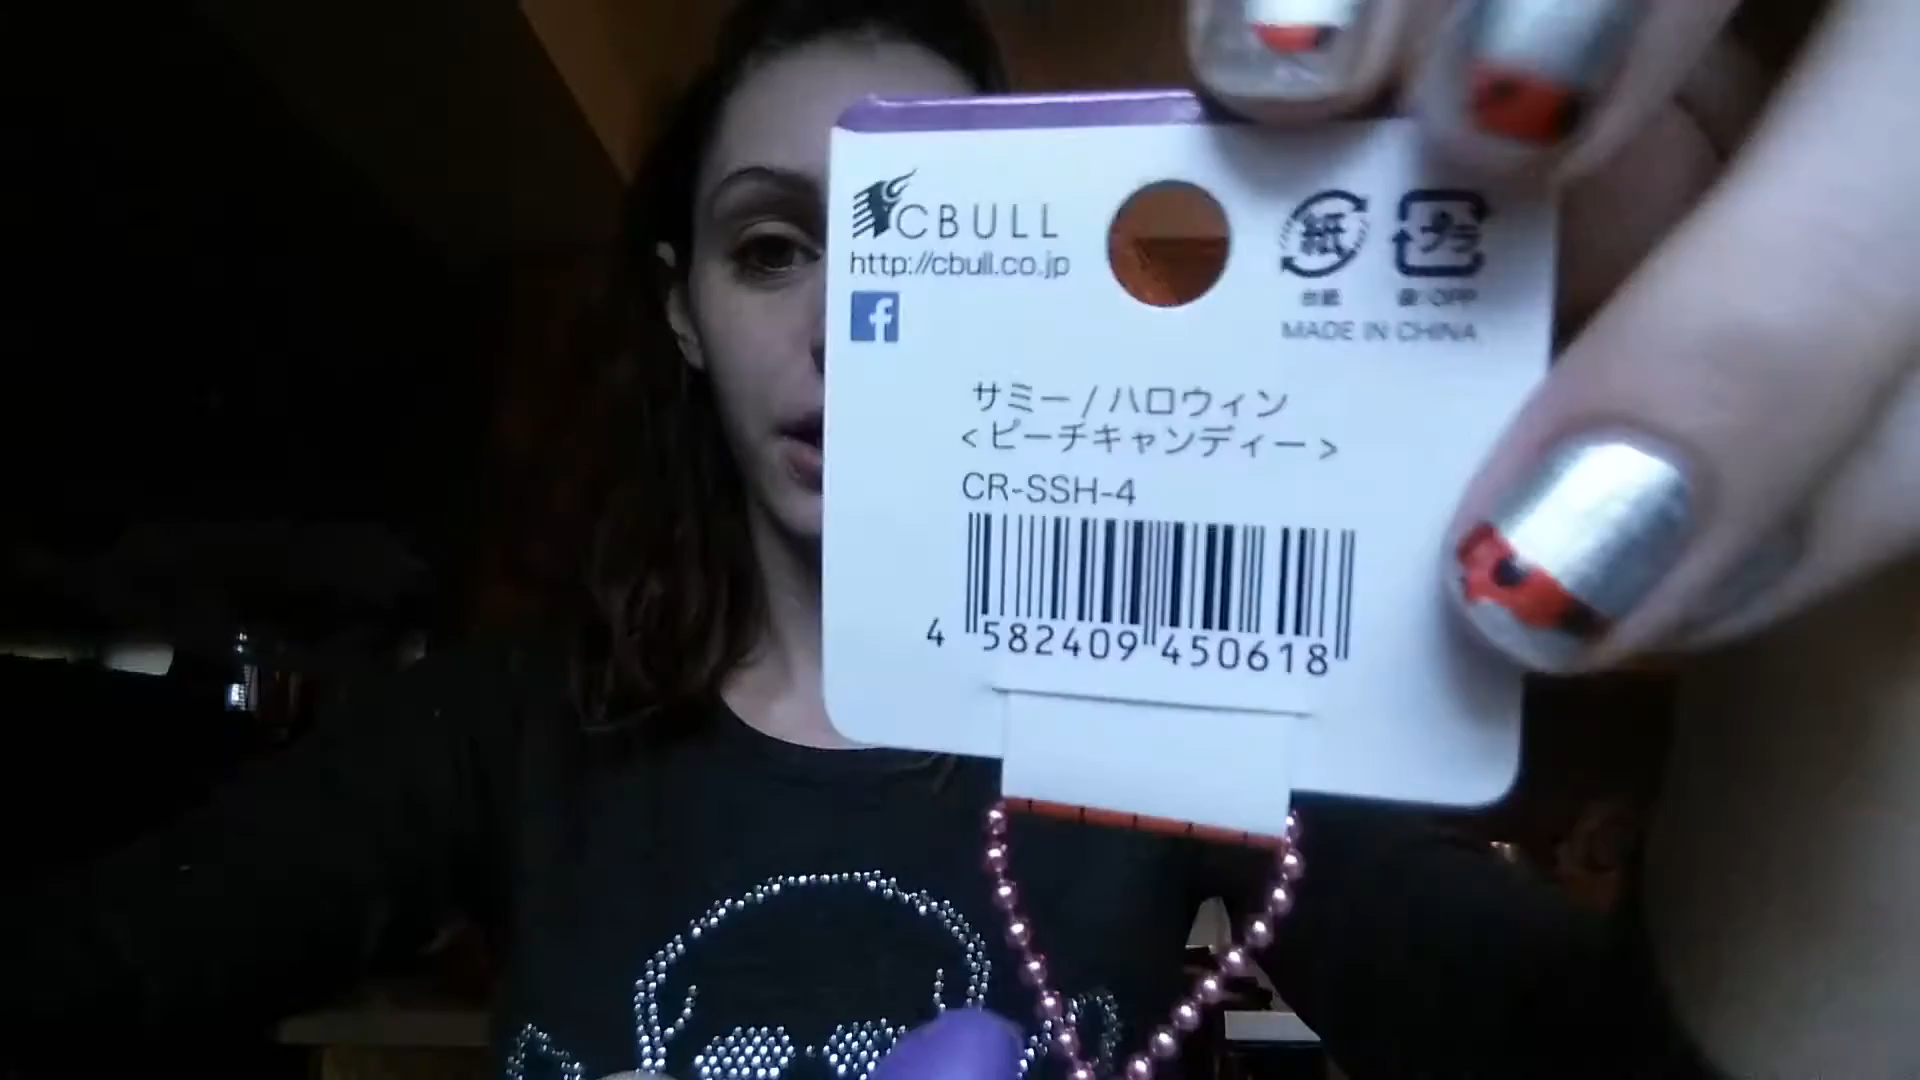 CBULL
http://cbull.co.jp
f
紙
プラ
台紙
袋:OPP
MADE IN CHINA
サミー / ハロウィン
<ピーチキャンディー>
CR-SSH-4
4 582409 450618